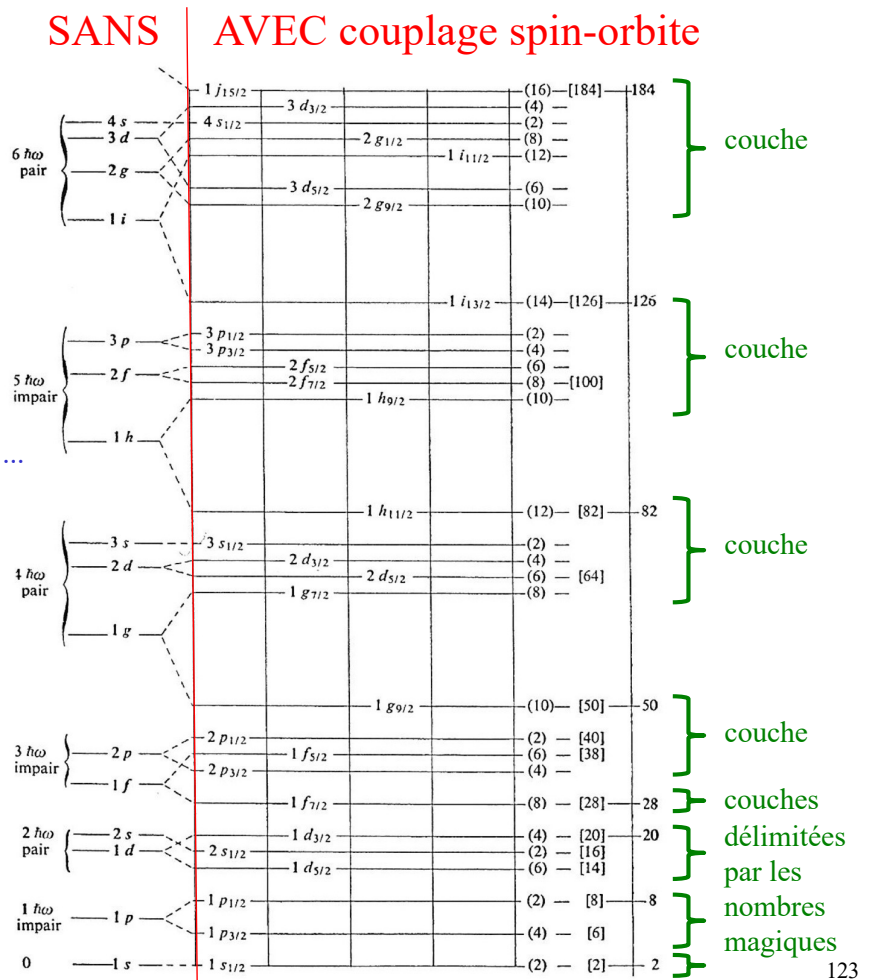 SANS AVEC couplage spin-orbite
1 j15/2 (16) [184] 184
3 d3/2 (4)
4 s 4 s1/2 (2)
3 d 2 g1/2 (8)
couche
6 ħω
pair
1 i11/2 (12)
2 g
3 d5/2 (6)
2 g9/2 (10)
1 i
1 i13/2 (14) [126] 126
3 p 3 p1/2 (2)
3 p3/2 (4)
couche
2 f5/2 (6)
2 f 2 f7/2 (8) [100]
5 ħω
impair
1 h9/2 (10)
1 h
...
1 h11/2 (12) [82] 82
3 s 3 s1/2 (2)
couche
2 d3/2 (4)
2 d 2 d5/2 (6) [64]
4 ħω
pair
1 g7/2 (8)
1 g
1 g9/2 (10) [50] 50
2 p1/2 (2) [40]
couche
3 ħω
impair
2 p 1 f5/2 (6) [38]
2 p3/2 (4)
1 f
1 f7/2 (8) [28] 28
couches
2 ħω
pair
2 s 1 d3/2 (4) [20] 20
1 d 2 s1/2 (2) [16]
1 d5/2 (6) [14]
délimitées
par les
1 ħω
impair
1 p1/2 (2) [8] 8
1 p
1 p3/2 (4) [6]
nombres
magiques
0 1 s 1 s1/2 (2) [2] 2
123